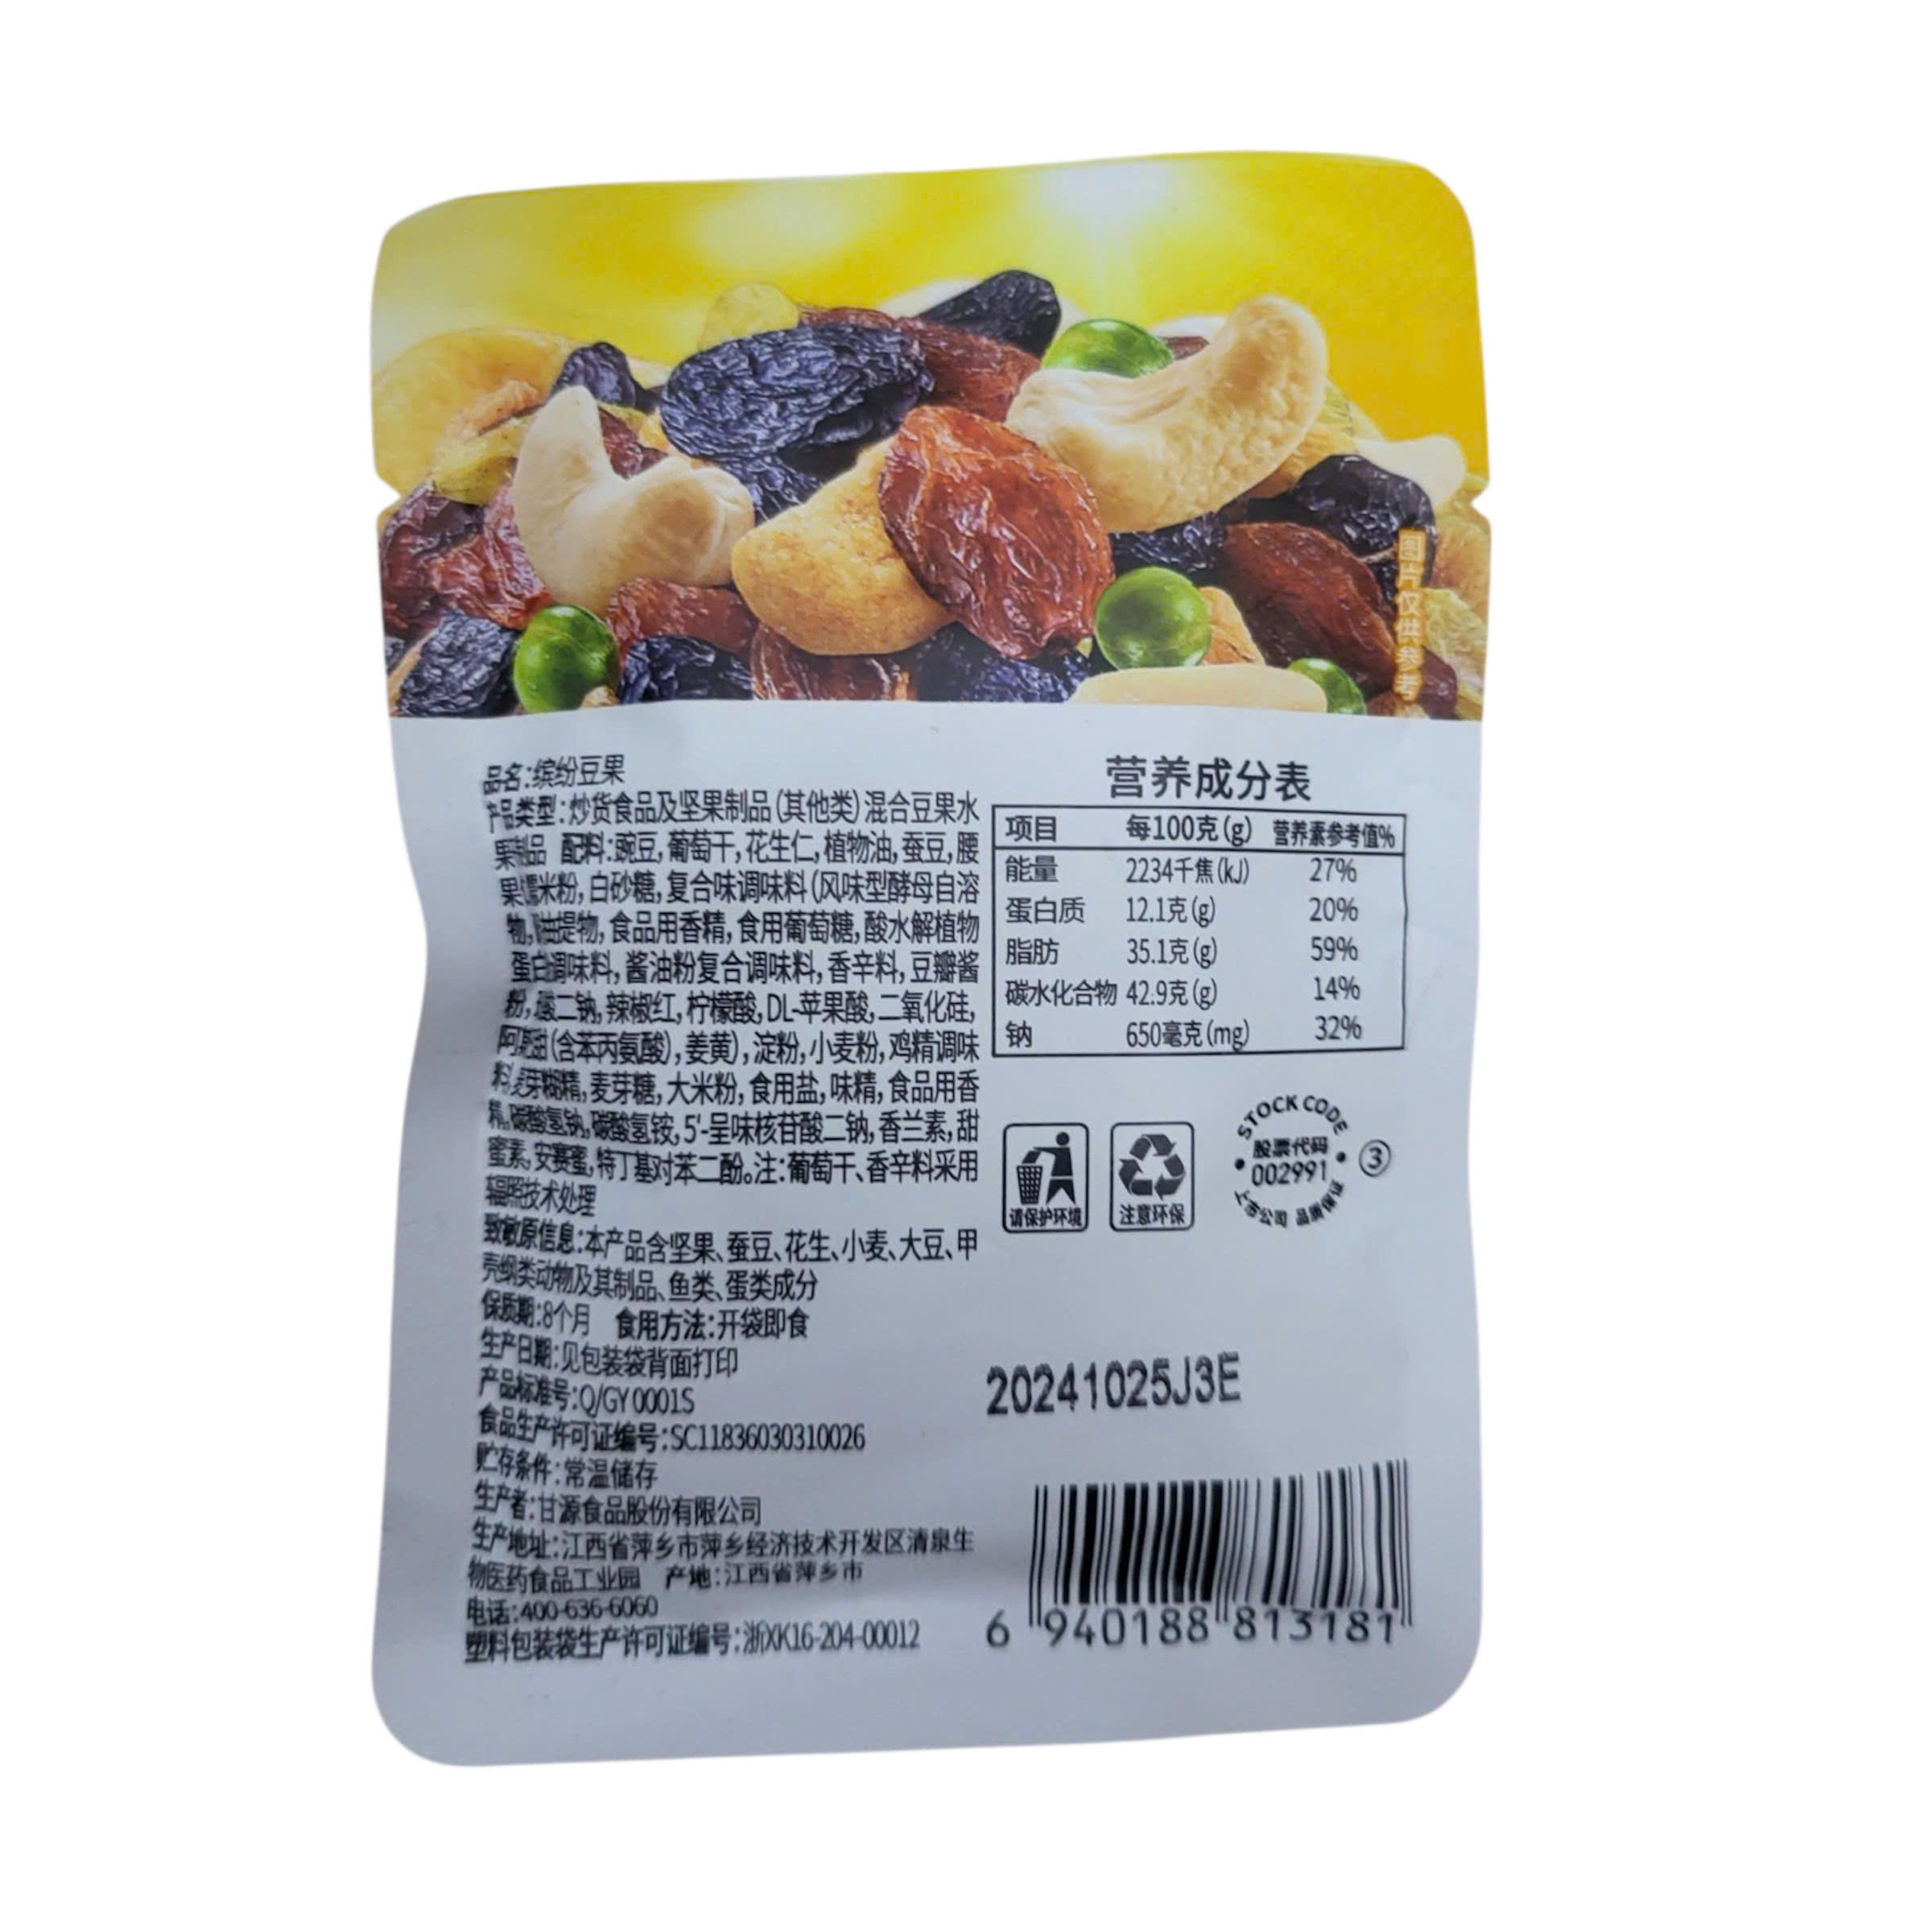 图片仅供参考
品名:缤纷豆果
产品类型:炒货食品及坚果制品(其他类)混合豆果水
果制品 配料:豌豆,葡萄干,花生仁,植物油,蚕豆,腰
果,糯米粉,白砂糖,复合味调味料(风味型酵母自溶
物,提物,食品用香精,食用葡萄糖,酸水解植物
蛋白调味料,酱油粉复合调味料,香辛料,豆瓣酱
粉,二钠,辣椒红,柠檬酸,DL-苹果酸,二氧化硅,
(含苯丙氨酸),姜黄),淀粉,小麦粉,鸡精调味
料,麦芽糊精,麦芽糖,大米粉,食用盐,味精,食品用香
精,碳酸氢钠,碳酸氢铵,5'-呈味核苷酸二钠,香兰素,甜
蜜素,安赛蜜,特丁基对苯二酚。注:葡萄干、香辛料采用
辐照技术处理
致敏原信息:本产品含坚果、蚕豆、花生、小麦、大豆、甲
壳纲类动物及其制品、鱼类、蛋类成分
保质期:8个月 食用方法:开袋即食
生产日期:见包装袋背面打印
产品标准号:Q/GY0001S
食品生产许可证编号:SC11836030310026
贮存条件:常温储存
生产者:甘源食品股份有限公司
生产地址:江西省萍乡市萍乡经济技术开发区清泉生
物医药食品工业园 产地:江西省萍乡市
电话:400-636-6060
塑料包装袋生产许可证编号:浙XK16-204-00012
营养成分表
项目 每100克(g) 营养素参考值%
能量 2234千焦(kJ) 27%
蛋白质 12.1克(g) 20%
脂肪 35.1克(g) 59%
碳水化合物 42.9克(g) 14%
钠 650毫克(mg) 32%
请保护环境
注意环保
STOCK CODE
股票代码
002991
上市公司 品质保证
③
20241025J3E
6 940188 813181